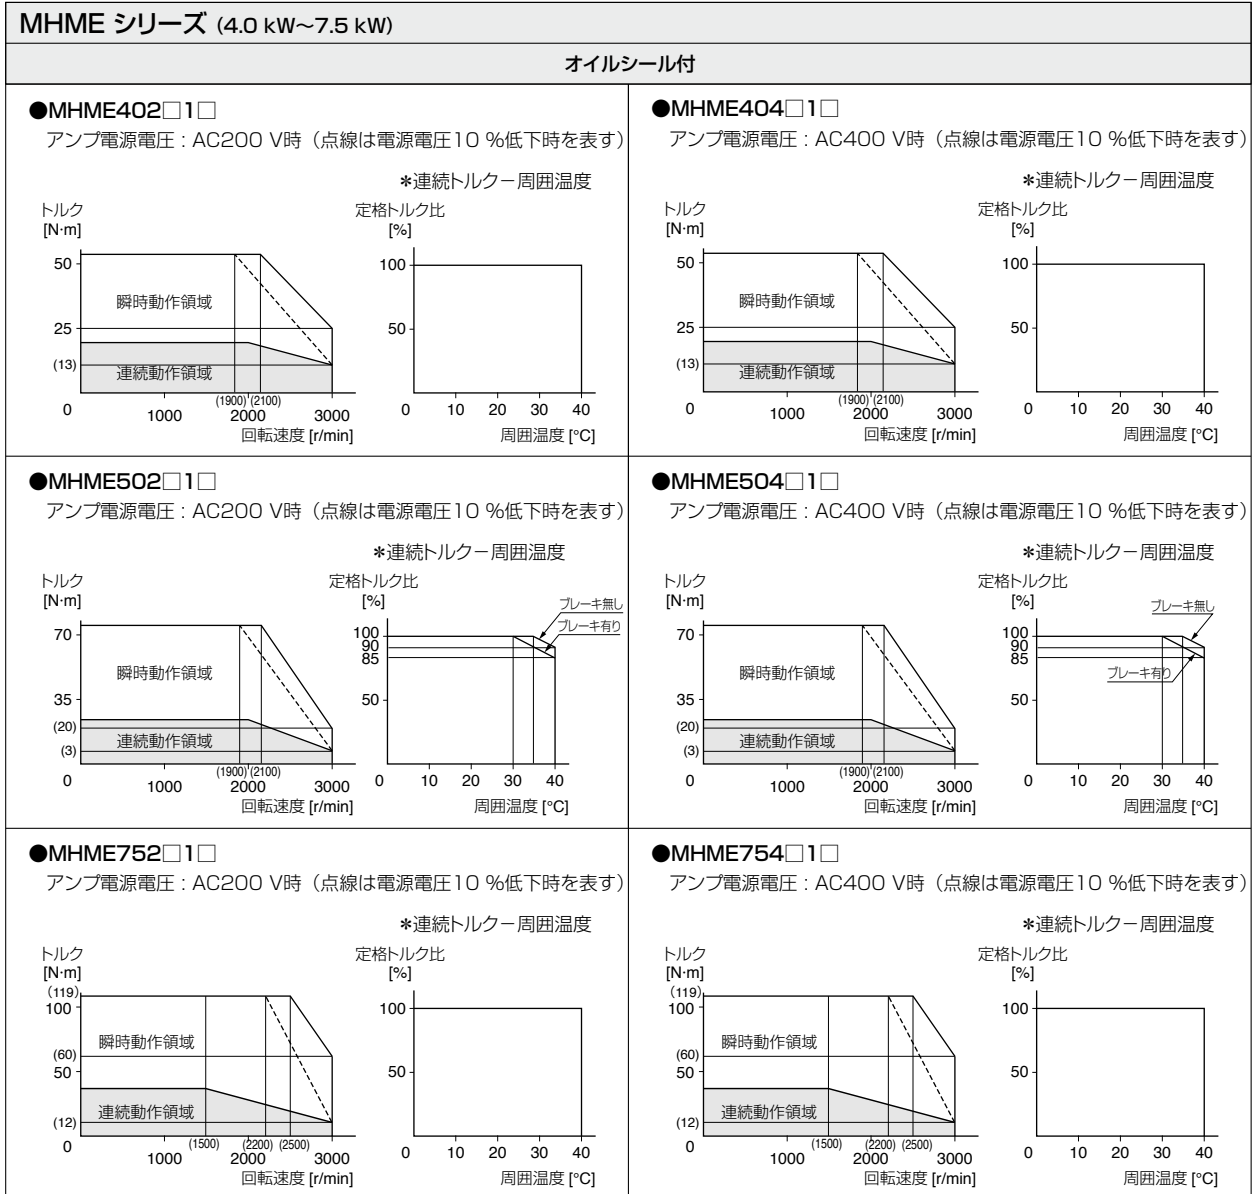 MHME シリーズ (4.0 kW～7.5 kW)
オイルシール付
●MHME402□1□
アンプ電源電圧 : AC200 V時 (点線は電源電圧10 %低下時を表す)
*連続トルクー周囲温度
トルク
[N·m]
50
25
(13)
0
瞬時動作領域
連続動作領域
(1900) (2100)
1000 2000 3000
回転速度 [r/min]
定格トルク比
[%]
100
50
0 10 20 30 40
周囲温度 [°C]
●MHME404□1□
アンプ電源電圧 : AC400 V時 (点線は電源電圧10 %低下時を表す)
*連続トルクー周囲温度
トルク
[N·m]
50
25
(13)
0
瞬時動作領域
連続動作領域
(1900) (2100)
1000 2000 3000
回転速度 [r/min]
定格トルク比
[%]
100
50
0 10 20 30 40
周囲温度 [°C]
●MHME502□1□
アンプ電源電圧 : AC200 V時 (点線は電源電圧10 %低下時を表す)
*連続トルクー周囲温度
トルク
[N·m]
70
35
(20)
(3)
0
瞬時動作領域
連続動作領域
(1900) (2100)
1000 2000 3000
回転速度 [r/min]
定格トルク比
[%]
ブレーキ無し
ブレーキ有り
100
90
85
50
0 10 20 30 40
周囲温度 [°C]
●MHME504□1□
アンプ電源電圧 : AC400 V時 (点線は電源電圧10 %低下時を表す)
*連続トルクー周囲温度
トルク
[N·m]
70
35
(20)
(3)
0
瞬時動作領域
連続動作領域
(1900) (2100)
1000 2000 3000
回転速度 [r/min]
定格トルク比
[%]
ブレーキ無し
ブレーキ有り
100
90
85
50
0 10 20 30 40
周囲温度 [°C]
●MHME752□1□
アンプ電源電圧 : AC200 V時 (点線は電源電圧10 %低下時を表す)
*連続トルクー周囲温度
トルク
[N·m]
(119)
100
(60)
50
(12)
0
瞬時動作領域
連続動作領域
(1500) (2200) (2500)
1000 2000 3000
回転速度 [r/min]
定格トルク比
[%]
100
50
0 10 20 30 40
周囲温度 [°C]
●MHME754□1□
アンプ電源電圧 : AC400 V時 (点線は電源電圧10 %低下時を表す)
*連続トルクー周囲温度
トルク
[N·m]
(119)
100
(60)
50
(12)
0
瞬時動作領域
連続動作領域
(1500) (2200) (2500)
1000 2000 3000
回転速度 [r/min]
定格トルク比
[%]
100
50
0 10 20 30 40
周囲温度 [°C]